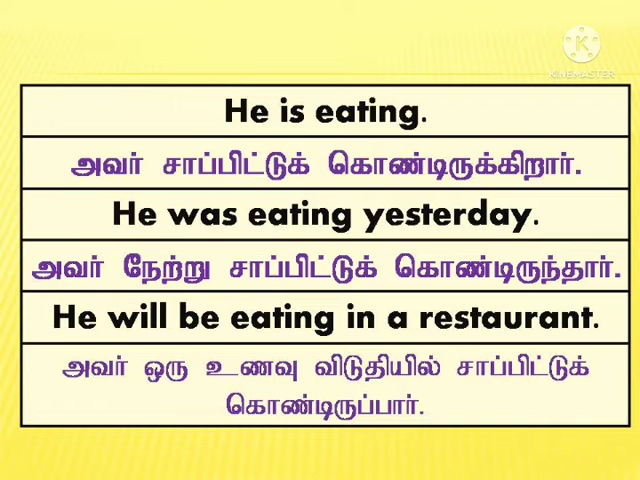 K
KINEMASTER
He is eating.
அவர் சாப்பிட்டுக் கொண்டிருக்கிறார்.
He was eating yesterday.
அவர் நேற்று சாப்பிட்டுக் கொண்டிருந்தார்.
He will be eating in a restaurant.
அவர் ஒரு உணவு விடுதியில் சாப்பிட்டுக்
கொண்டிருப்பார்.